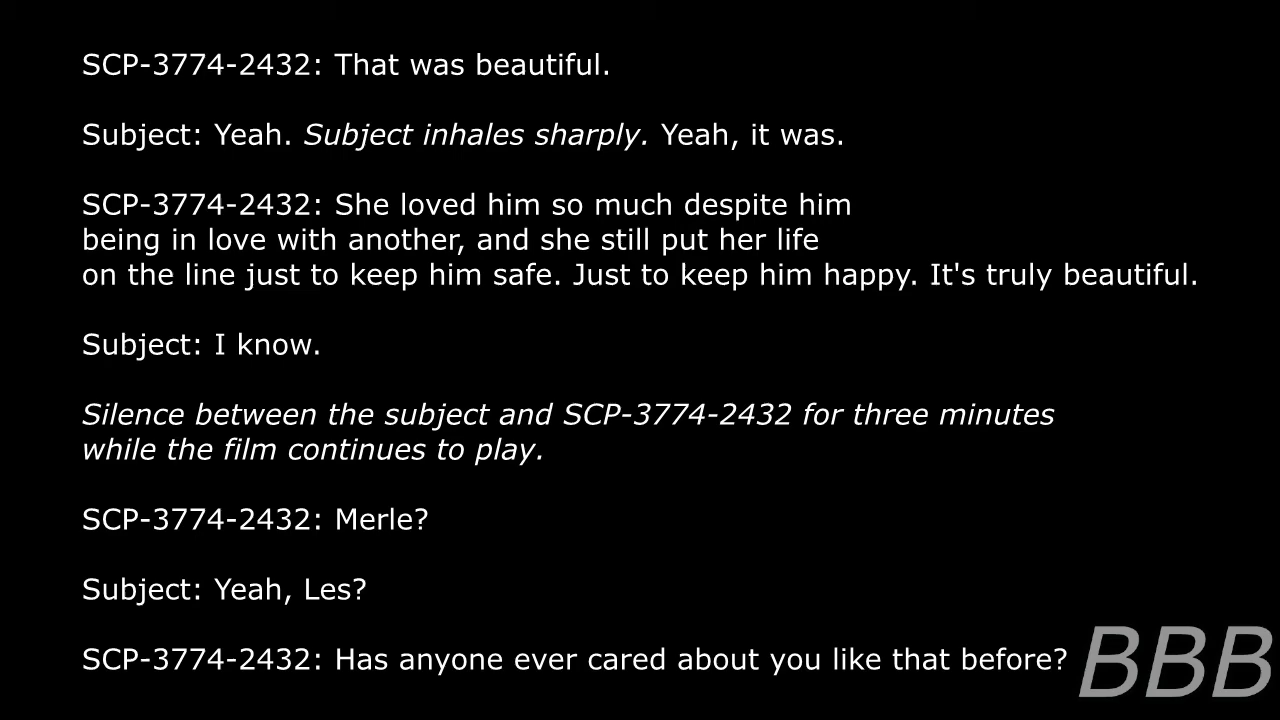 SCP-3774-2432: That was beautiful.
Subject: Yeah. Subject inhales sharply. Yeah, it was.
SCP-3774-2432: She loved him so much despite him
being in love with another, and she still put her life
on the line just to keep him safe. Just to keep him happy. It's truly beautiful.
Subject: I know.
Silence between the subject and SCP-3774-2432 for three minutes
while the film continues to play.
SCP-3774-2432: Merle?
Subject: Yeah, Les?
SCP-3774-2432: Has anyone ever cared about you like that before?
BBB